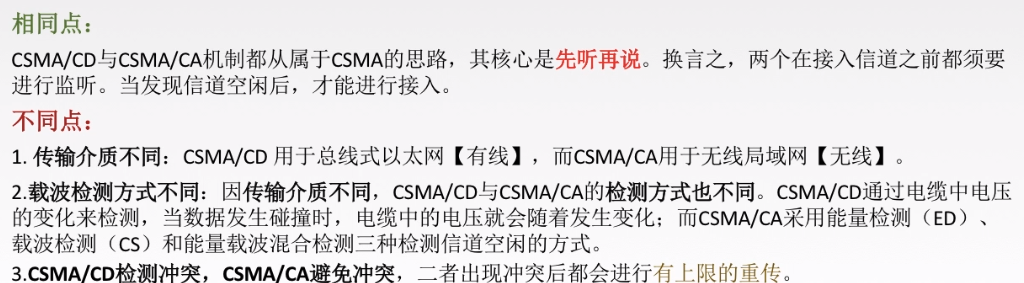 相同点：
CSMA/CD与CSMA/CA机制都从属于CSMA的思路，其核心是先听再说。换言之，两个在接入信道之前都须要
进行监听。当发现信道空闲后，才能进行接入。
不同点：
1. 传输介质不同：CSMA/CD 用于总线式以太网【有线】，而CSMA/CA用于无线局域网【无线】。
2.载波检测方式不同：因传输介质不同，CSMA/CD与CSMA/CA的检测方式也不同。CSMA/CD通过电缆中电压
的变化来检测，当数据发生碰撞时，电缆中的电压就会随着发生变化；而CSMA/CA采用能量检测（ED）、
载波检测（CS）和能量载波混合检测三种检测信道空闲的方式。
3.CSMA/CD检测冲突，CSMA/CA避免冲突，二者出现冲突后都会进行有上限的重传。